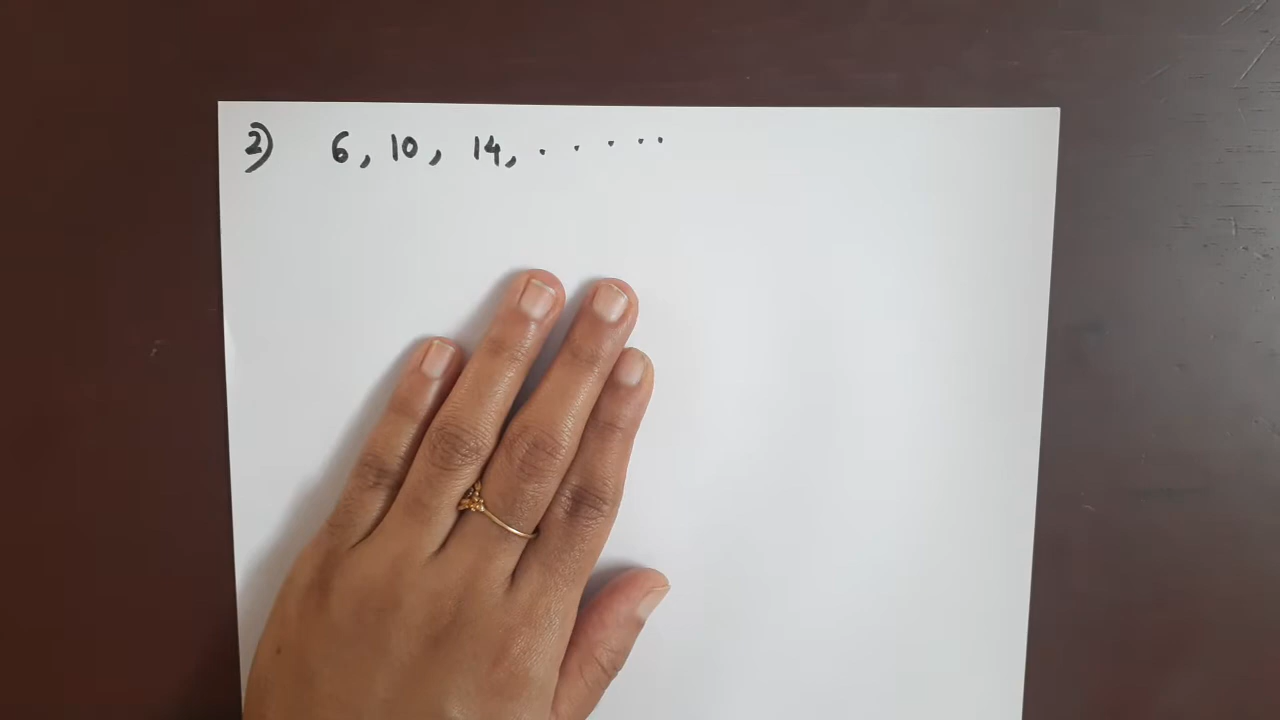 2) 6, 10, 14, . . . . .